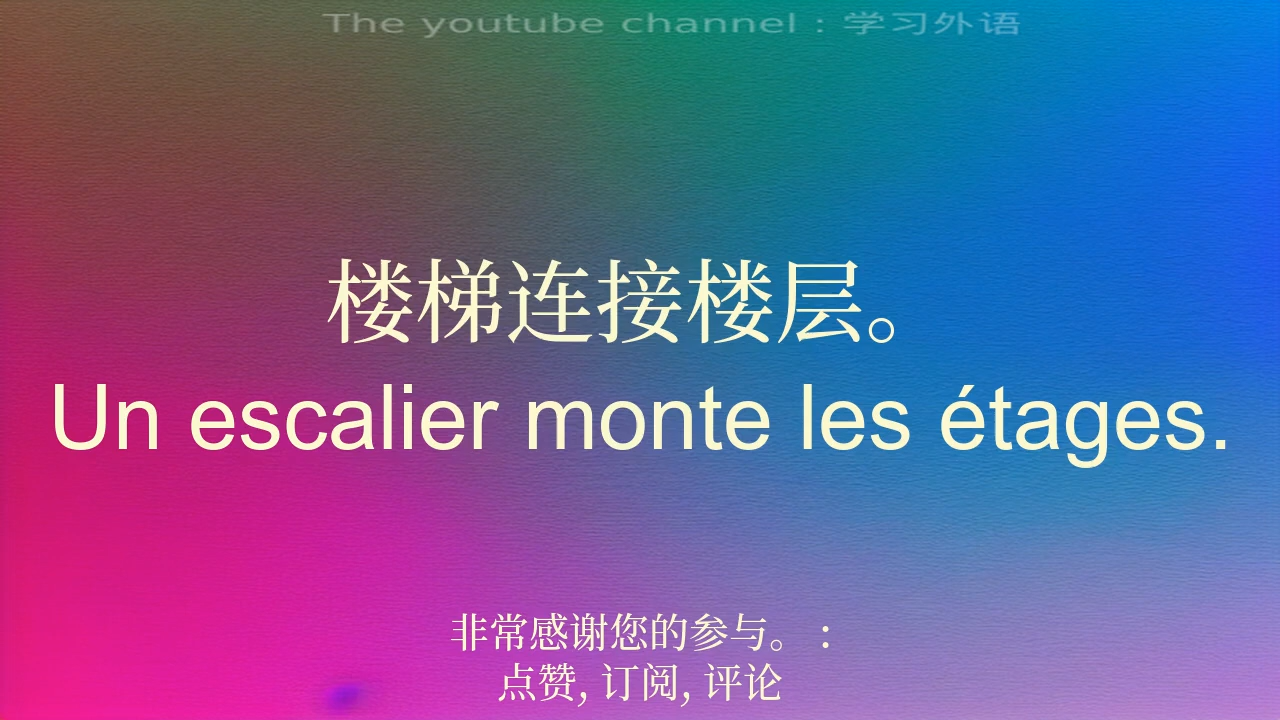 The youtube channel : 学习外语
楼梯连接楼层。
Un escalier monte les étages.
非常感谢您的参与。 :
点赞, 订阅, 评论